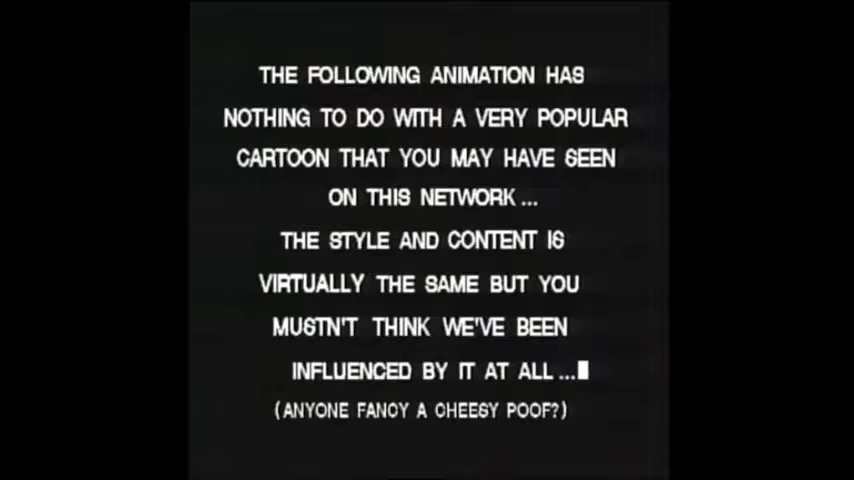 THE FOLLOWING ANIMATION HAS
NOTHING TO DO WITH A VERY POPULAR
CARTOON THAT YOU MAY HAVE SEEN
ON THIS NETWORK...
THE STYLE AND CONTENT IS
VIRTUALLY THE SAME BUT YOU
MUSTN'T THINK WE'VE BEEN
INFLUENCED BY IT AT ALL...
(ANYONE FANCY A CHEESY POOF?)